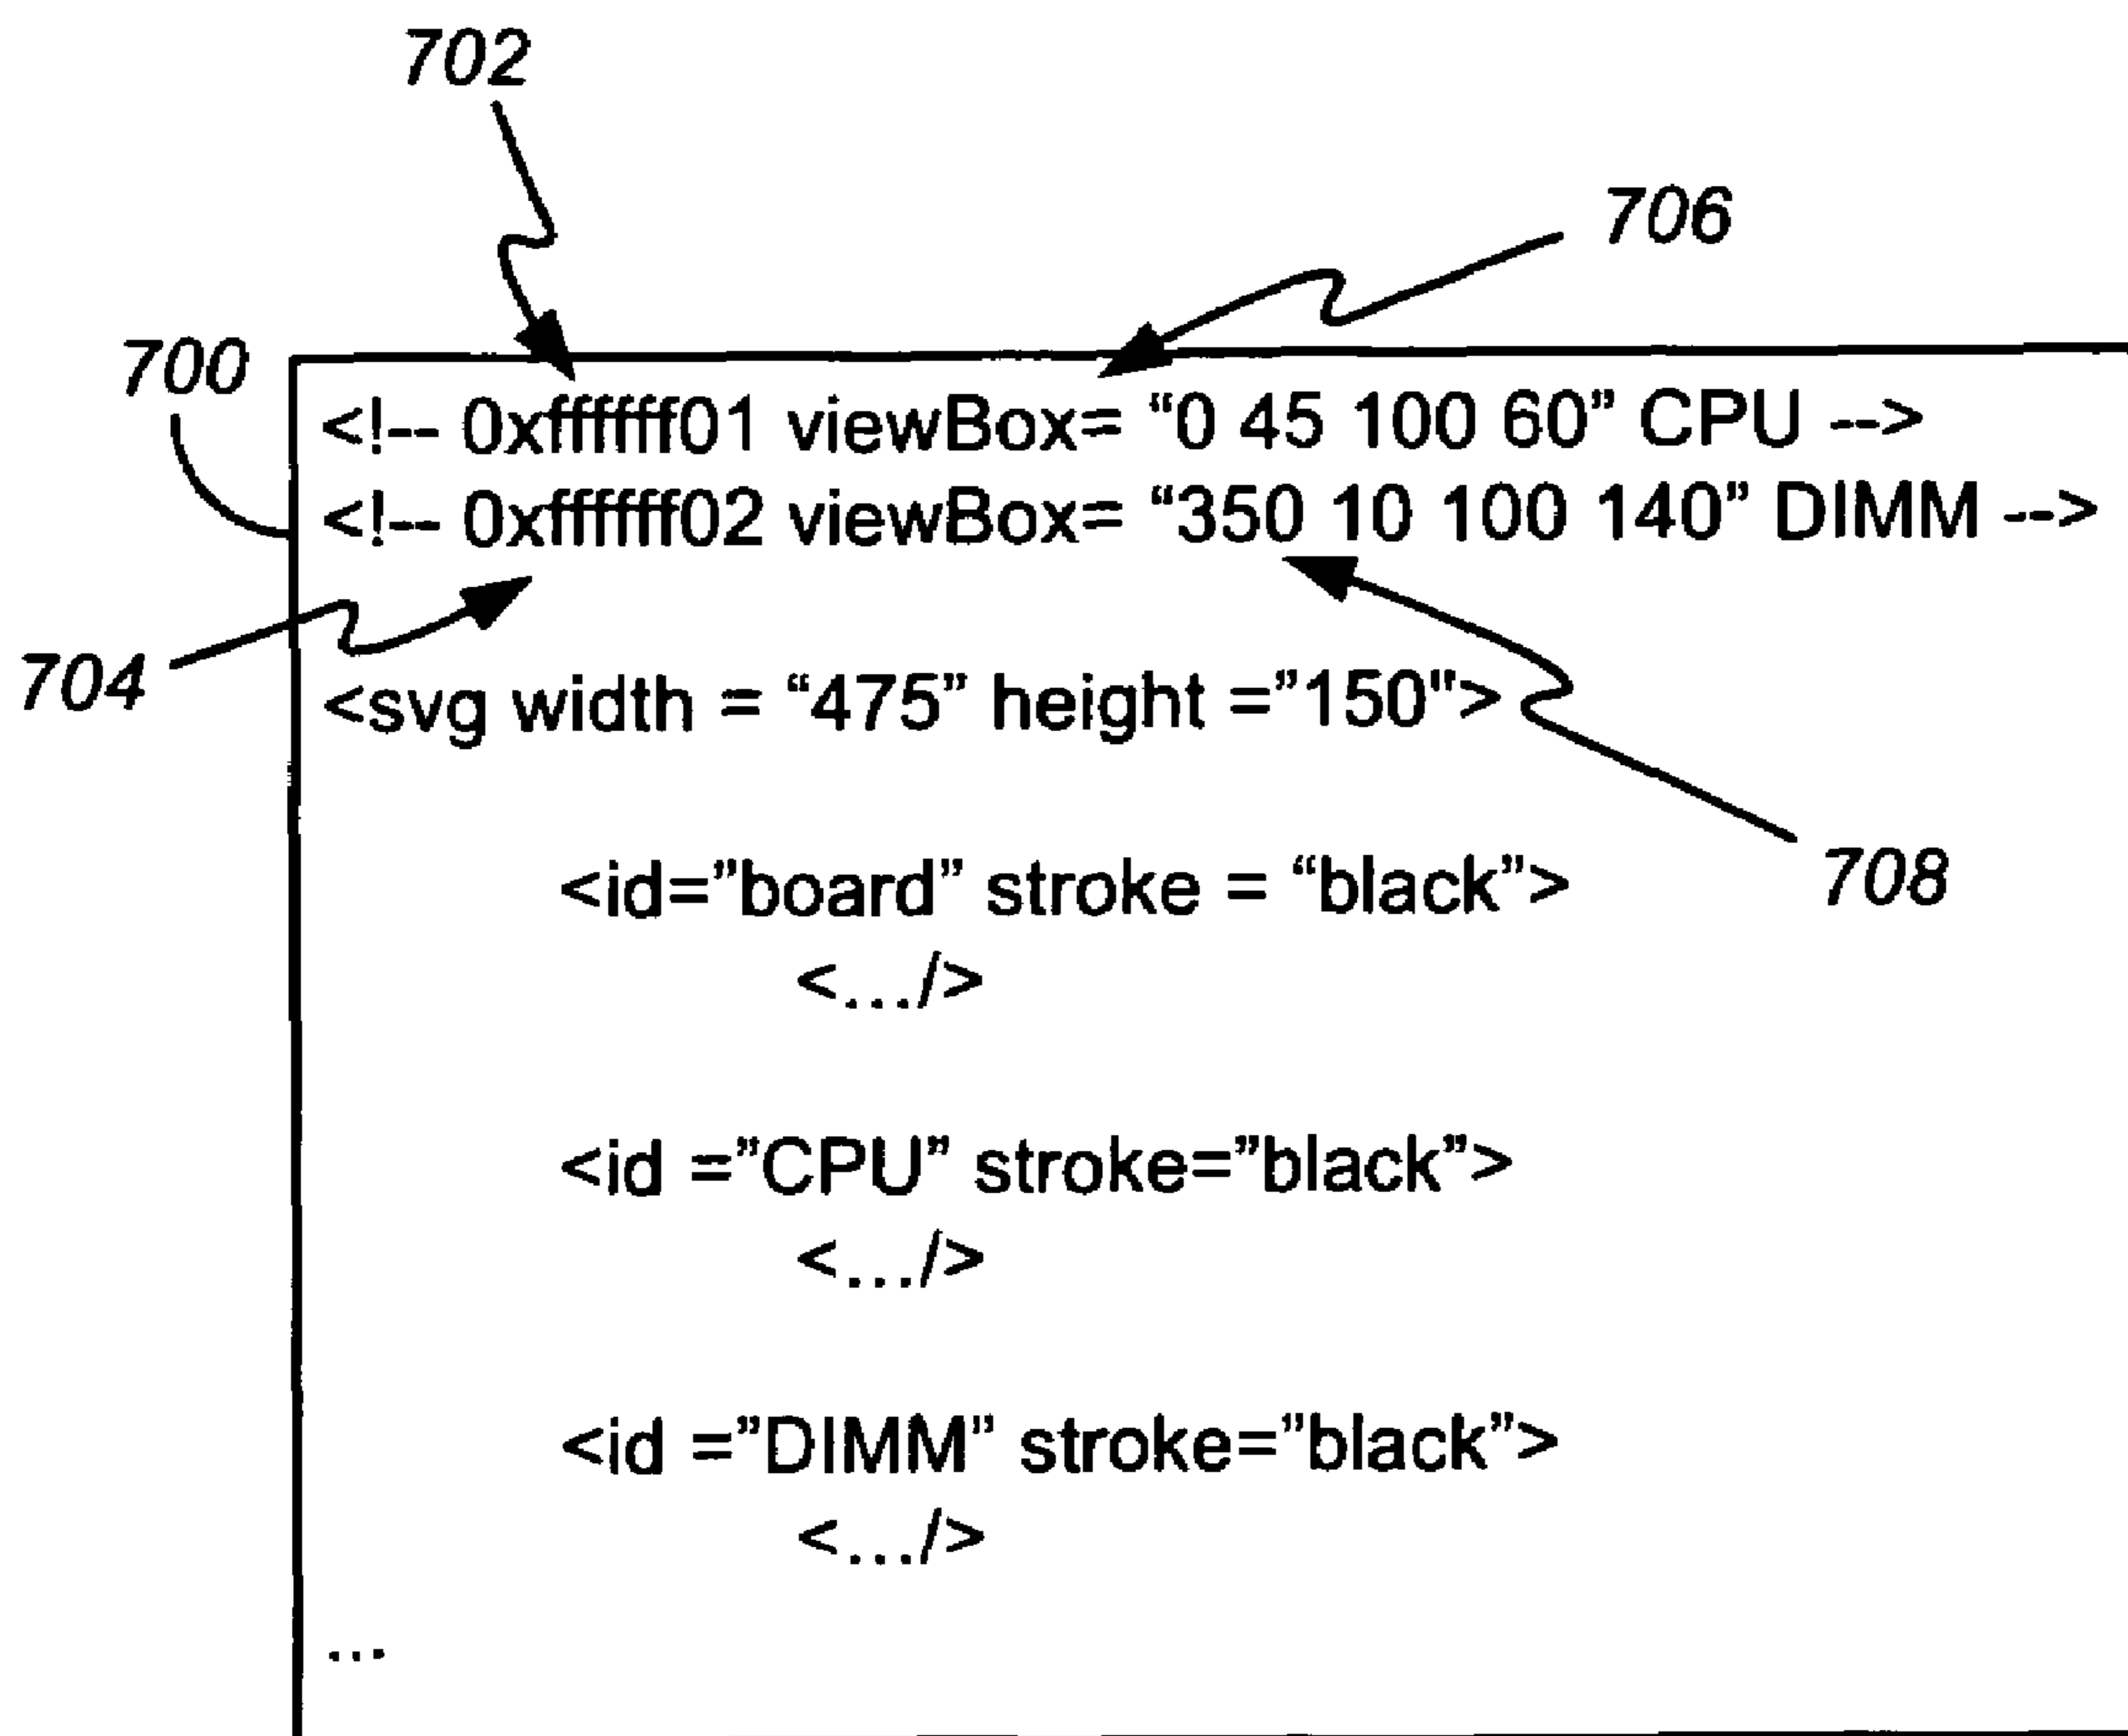 702
706
700
<!-- 0xffffff01 viewBox= “0 45 100 60” CPU -->
<!-- 0xffffff02 viewBox= “350 10 100 140” DIMM -->
704
<svg width = “475” height =”150">
<id=”board” stroke = “black”>
708
<.../>
<id =”CPU” stroke=”black”>
<.../>
<id =”DIMM” stroke=”black”>
<.../>
...